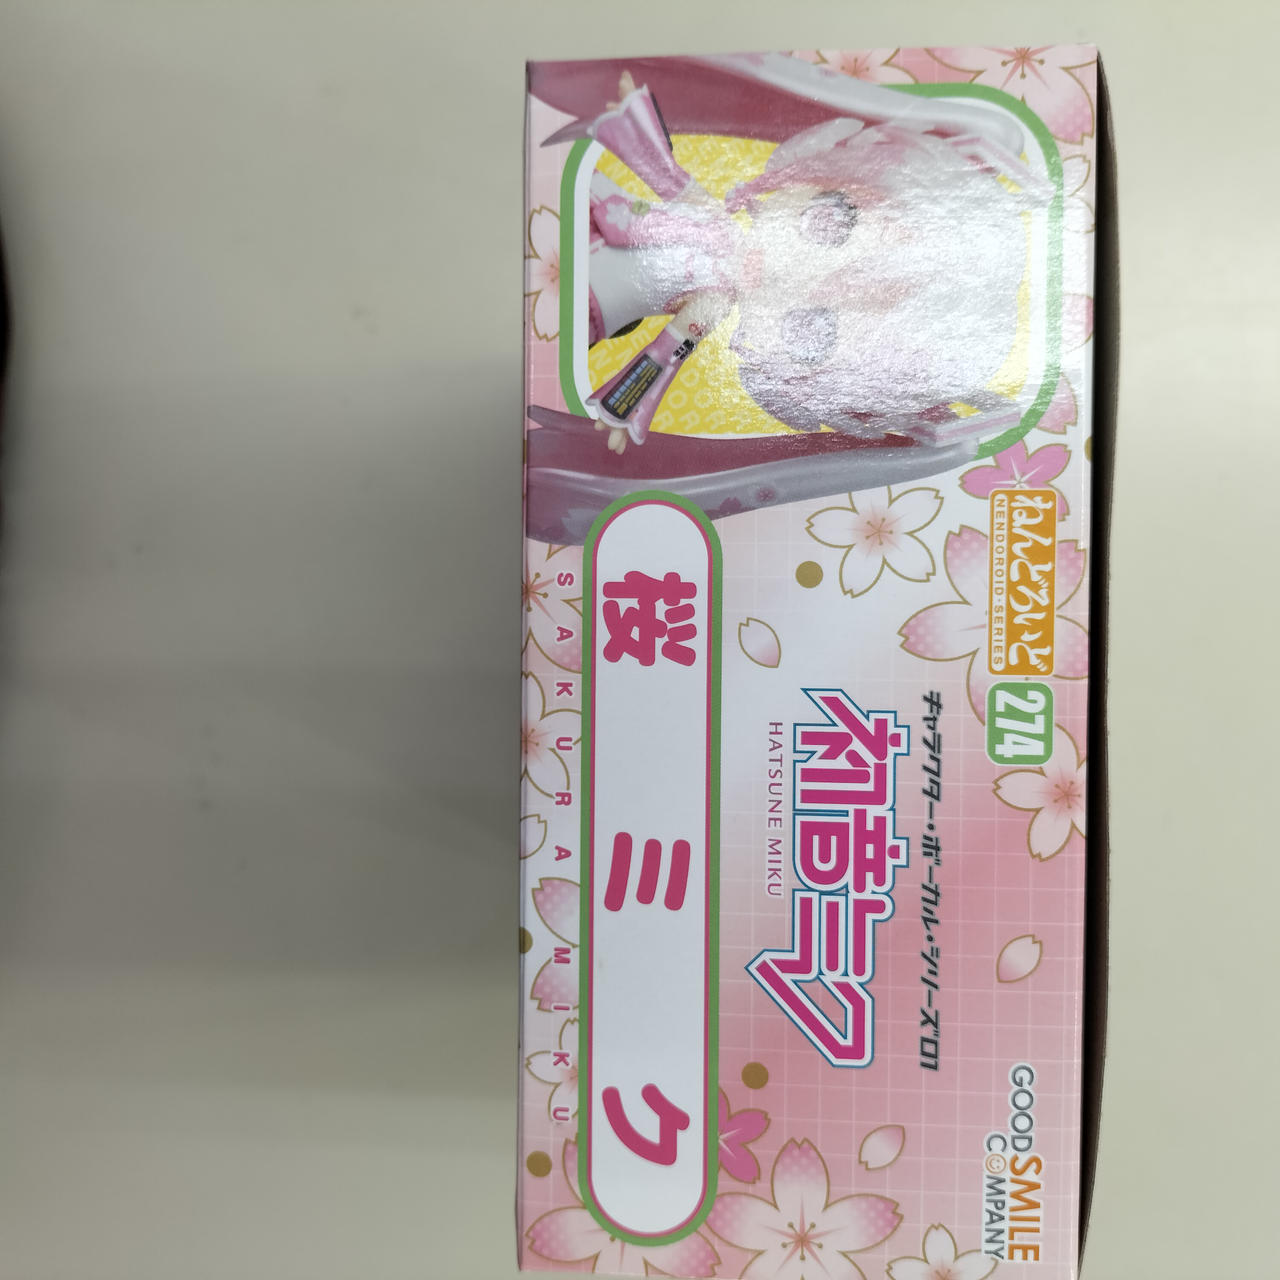 ねんどろいど
NENDOROID・SERIES
274
GOOD SMILE
COMPANY
キャラクター・ボーカル・シリーズ01
初音ミク
HATSUNE MIKU
桜ミク
SAKURA MIKU